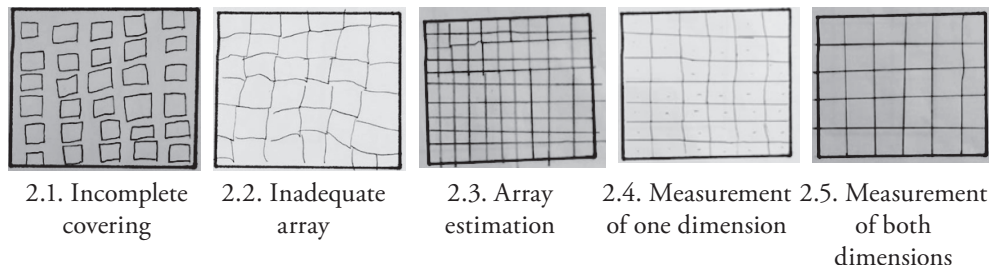 2.1. Incomplete
covering
2.2. Inadequate
array
2.3. Array
estimation
2.4. Measurement
of one dimension
2.5. Measurement
of both
dimensions